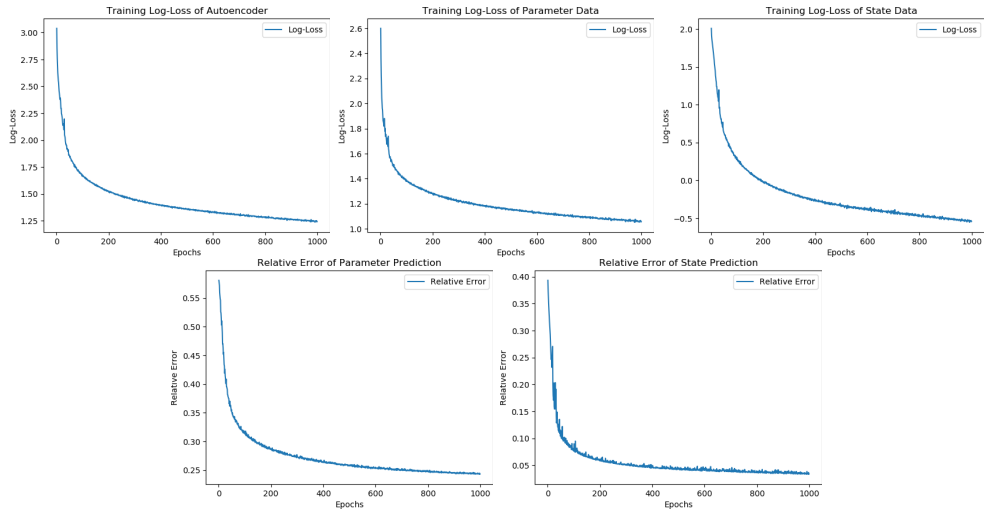 Training Log-Loss of Autoencoder
Log-Loss
3.00
2.75
2.50
2.25
2.00
1.75
1.50
1.25
Log-Loss
0 200 400 600 800 1000
Epochs
Training Log-Loss of Parameter Data
Log-Loss
2.6
2.4
2.2
2.0
1.8
1.6
1.4
1.2
1.0
Log-Loss
0 200 400 600 800 1000
Epochs
Training Log-Loss of State Data
Log-Loss
2.0
1.5
1.0
0.5
0.0
−0.5
Log-Loss
0 200 400 600 800 1000
Epochs
Relative Error of Parameter Prediction
Relative Error
0.55
0.50
0.45
0.40
0.35
0.30
0.25
Relative Error
0 200 400 600 800 1000
Epochs
Relative Error of State Prediction
Relative Error
0.40
0.35
0.30
0.25
0.20
0.15
0.10
0.05
Relative Error
0 200 400 600 800 1000
Epochs